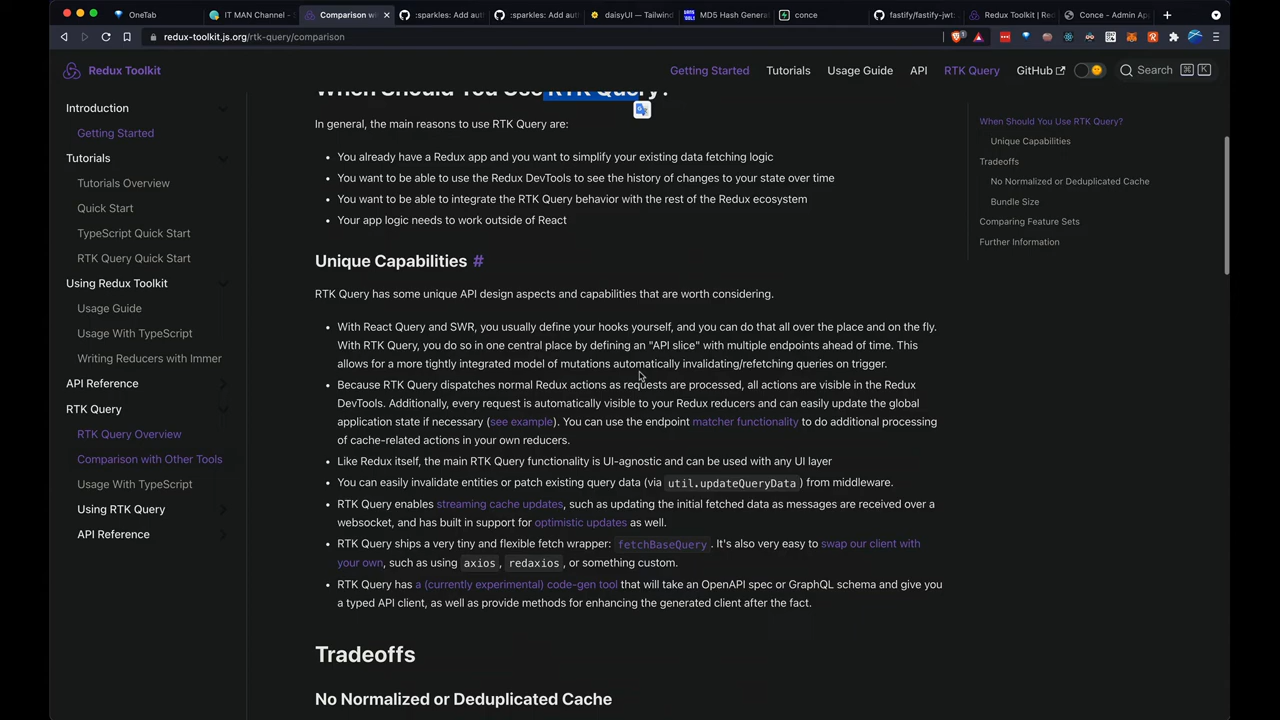 OneTab
IT MAN Channel -
Comparison wi
:sparkles: Add aut
:sparkles: Add aut
daisyUI — Tailwind
MD5 Hash General
conce
fastify/fastify-jwt:
Redux Toolkit | Red
Conce - Admin App
redux-toolkit.js.org/rtk-query/comparison
Redux Toolkit
Getting Started
Tutorials
Usage Guide
API
RTK Query
GitHub
Search
⌘
K
Introduction
Getting Started
Tutorials
Tutorials Overview
Quick Start
TypeScript Quick Start
RTK Query Quick Start
Using Redux Toolkit
Usage Guide
Usage With TypeScript
Writing Reducers with Immer
API Reference
RTK Query
RTK Query Overview
Comparison with Other Tools
Usage With TypeScript
Using RTK Query
API Reference
When Should You Use RTK Query?
In general, the main reasons to use RTK Query are:
• You already have a Redux app and you want to simplify your existing data fetching logic
• You want to be able to use the Redux DevTools to see the history of changes to your state over time
• You want to be able to integrate the RTK Query behavior with the rest of the Redux ecosystem
• Your app logic needs to work outside of React
Unique Capabilities #
RTK Query has some unique API design aspects and capabilities that are worth considering.
• With React Query and SWR, you usually define your hooks yourself, and you can do that all over the place and on the fly.
With RTK Query, you do so in one central place by defining an "API slice" with multiple endpoints ahead of time. This
allows for a more tightly integrated model of mutations automatically invalidating/refetching queries on trigger.
• Because RTK Query dispatches normal Redux actions as requests are processed, all actions are visible in the Redux
DevTools. Additionally, every request is automatically visible to your Redux reducers and can easily update the global
application state if necessary (see example). You can use the endpoint matcher functionality to do additional processing
of cache-related actions in your own reducers.
• Like Redux itself, the main RTK Query functionality is UI-agnostic and can be used with any UI layer
• You can easily invalidate entities or patch existing query data (via util.updateQueryData) from middleware.
• RTK Query enables streaming cache updates, such as updating the initial fetched data as messages are received over a
websocket, and has built in support for optimistic updates as well.
• RTK Query ships a very tiny and flexible fetch wrapper: fetchBaseQuery. It's also very easy to swap our client with
your own, such as using axios, redaxios, or something custom.
• RTK Query has a (currently experimental) code-gen tool that will take an OpenAPI spec or GraphQL schema and give you
a typed API client, as well as provide methods for enhancing the generated client after the fact.
Tradeoffs
No Normalized or Deduplicated Cache
When Should You Use RTK Query?
Unique Capabilities
Tradeoffs
No Normalized or Deduplicated Cache
Bundle Size
Comparing Feature Sets
Further Information